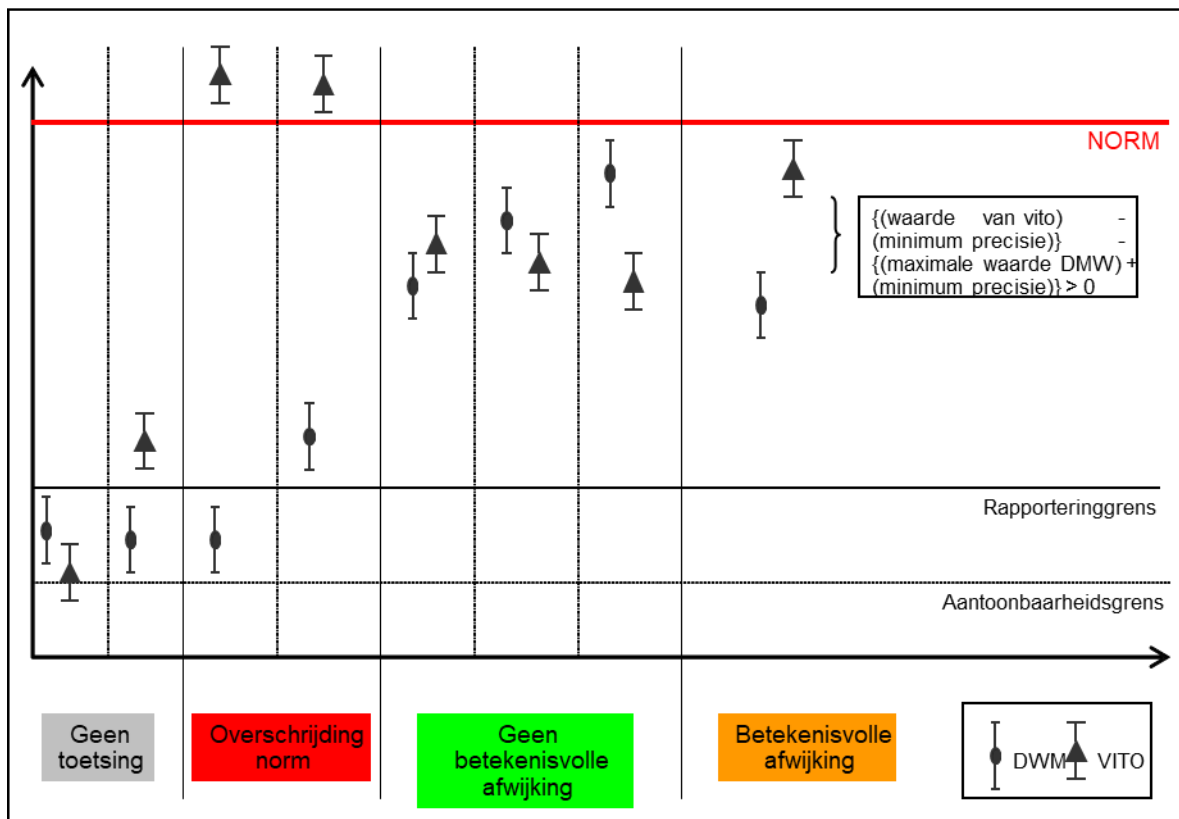 NORM
{(waarde van vito) -
(minimum precisie)} -
{(maximale waarde DMW) +
(minimum precisie)} > 0
Rapporteringgrens
Aantoonbaarheidsgrens
Geen
toetsing
Overschrijding
norm
Geen
betekenisvolle
afwijking
Betekenisvolle
afwijking
DWM VITO